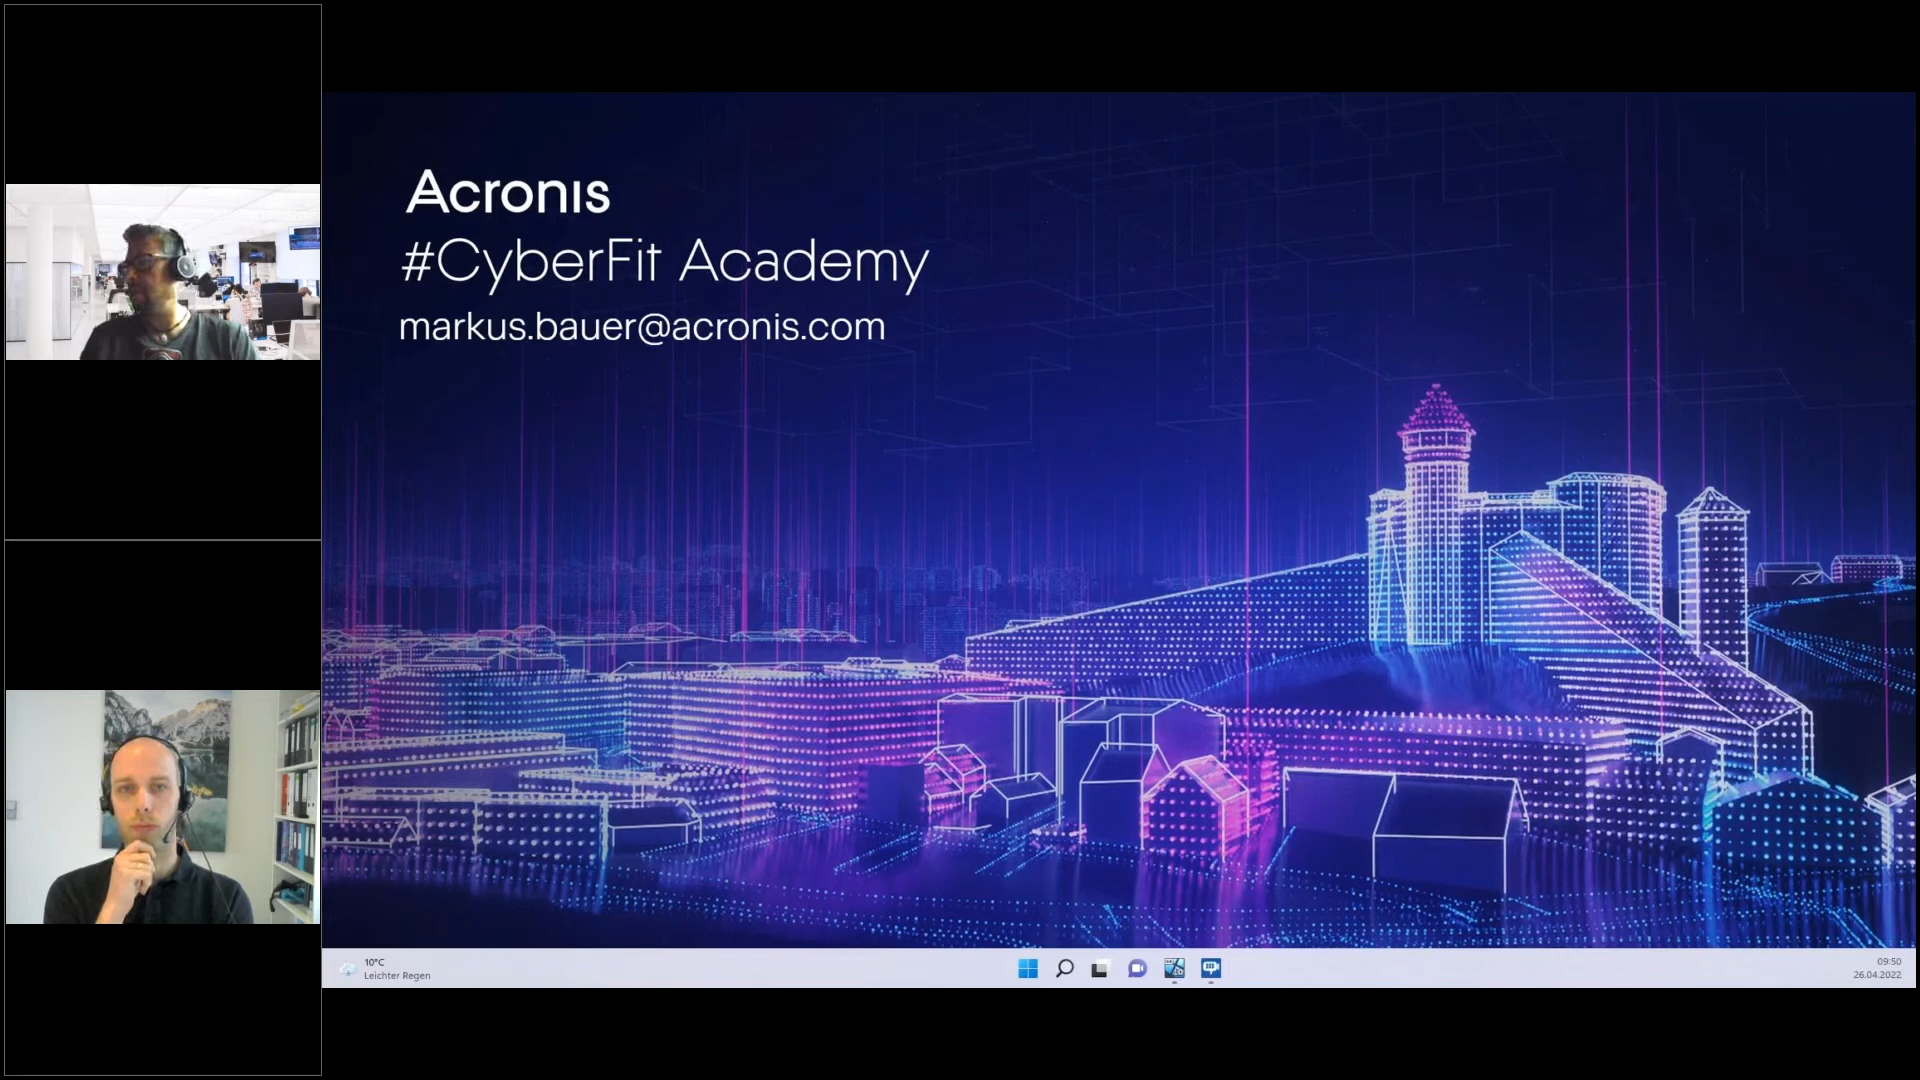 Acronis
#CyberFit Academy
markus.bauer@acronis.com
10°C
Leichter Regen
09:50
26.04.2022